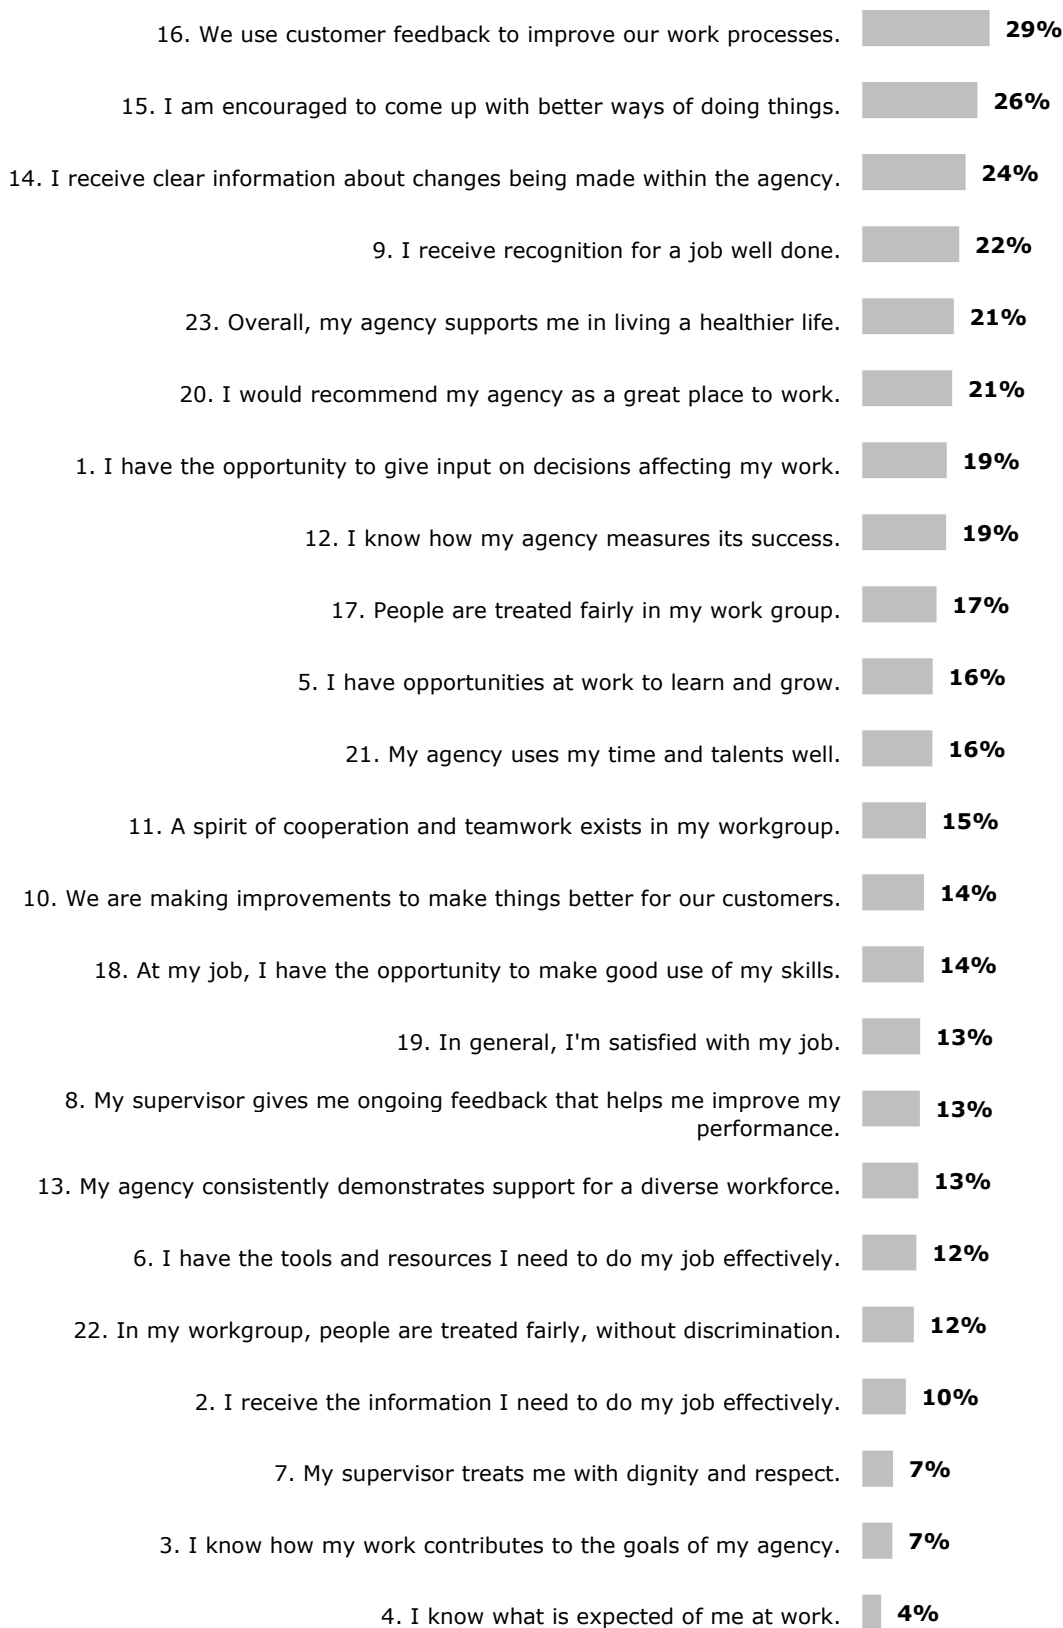 16. We use customer feedback to improve our work processes. 29%
15. I am encouraged to come up with better ways of doing things. 26%
14. I receive clear information about changes being made within the agency. 24%
9. I receive recognition for a job well done. 22%
23. Overall, my agency supports me in living a healthier life. 21%
20. I would recommend my agency as a great place to work. 21%
1. I have the opportunity to give input on decisions affecting my work. 19%
12. I know how my agency measures its success. 19%
17. People are treated fairly in my work group. 17%
5. I have opportunities at work to learn and grow. 16%
21. My agency uses my time and talents well. 16%
11. A spirit of cooperation and teamwork exists in my workgroup. 15%
10. We are making improvements to make things better for our customers. 14%
18. At my job, I have the opportunity to make good use of my skills. 14%
19. In general, I'm satisfied with my job. 13%
8. My supervisor gives me ongoing feedback that helps me improve my
performance. 13%
13. My agency consistently demonstrates support for a diverse workforce. 13%
6. I have the tools and resources I need to do my job effectively. 12%
22. In my workgroup, people are treated fairly, without discrimination. 12%
2. I receive the information I need to do my job effectively. 10%
7. My supervisor treats me with dignity and respect. 7%
3. I know how my work contributes to the goals of my agency. 7%
4. I know what is expected of me at work. 4%